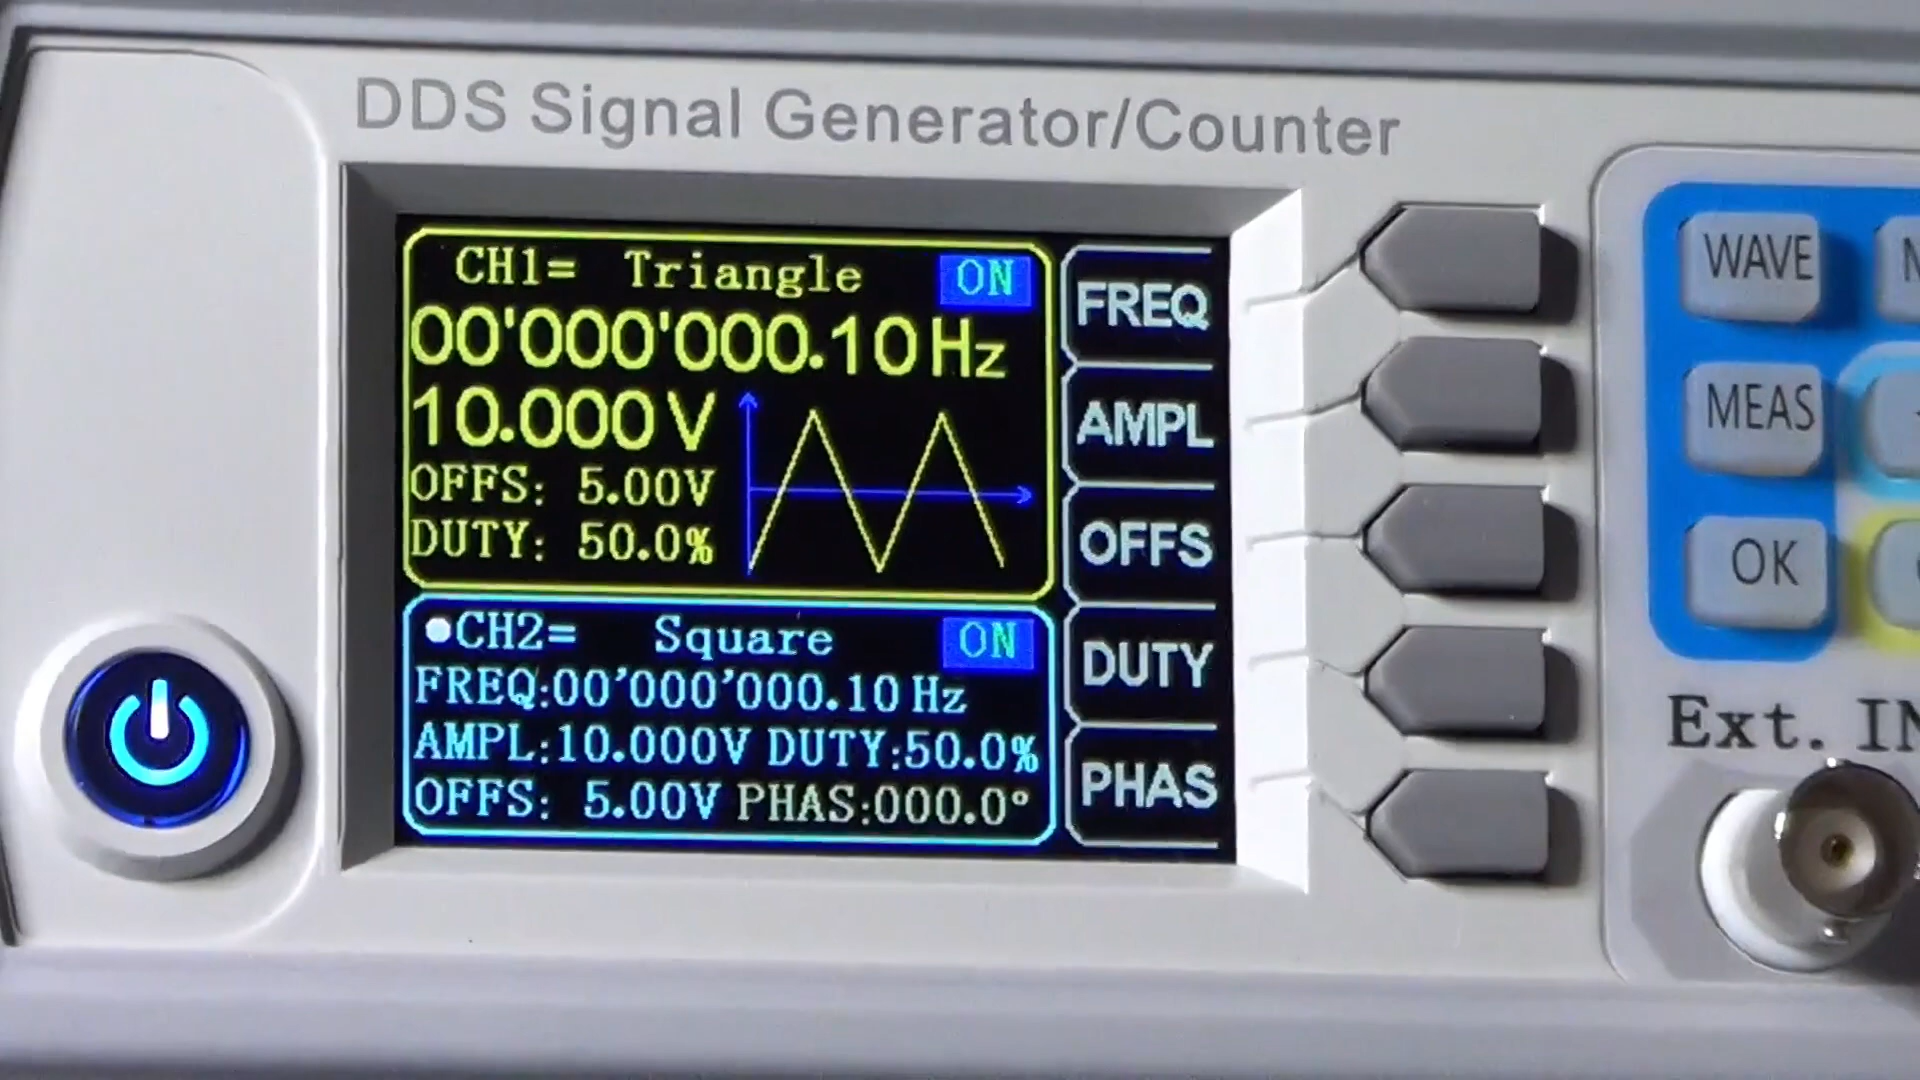 DDS Signal Generator/Counter
CH1= Triangle ON
00'000'000.10 Hz
10.000 V
OFFS: 5.00V
DUTY: 50.0%
CH2= Square ON
FREQ:00'000'000.10 Hz
AMPL:10.000V DUTY:50.0%
OFFS: 5.00V PHAS:000.0°
FREQ
AMPL
OFFS
DUTY
PHAS
WAVE
MEAS
OK
Ext.